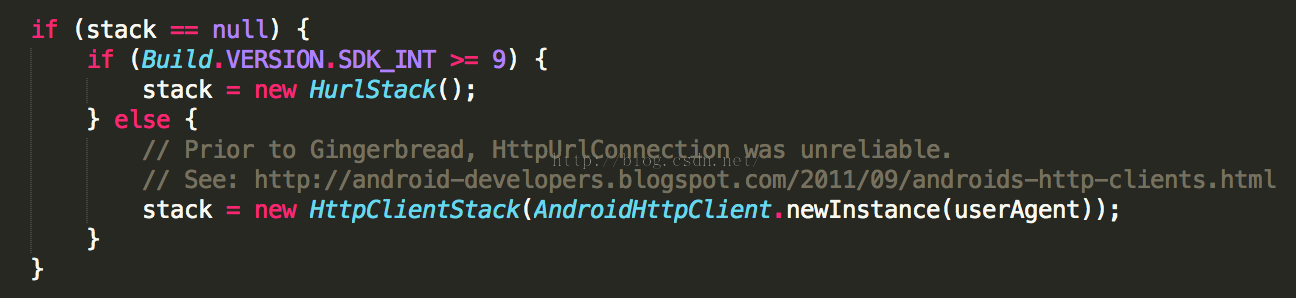 if (stack == null) {
if (Build.VERSION.SDK_INT >= 9) {
stack = new HurlStack();
} else {
// Prior to Gingerbread, HttpUrlConnection was unreliable.
http://blog.csdn.net/
// See: http://android-developers.blogspot.com/2011/09/androids-http-clients.html
stack = new HttpClientStack(AndroidHttpClient.newInstance(userAgent));
}
}